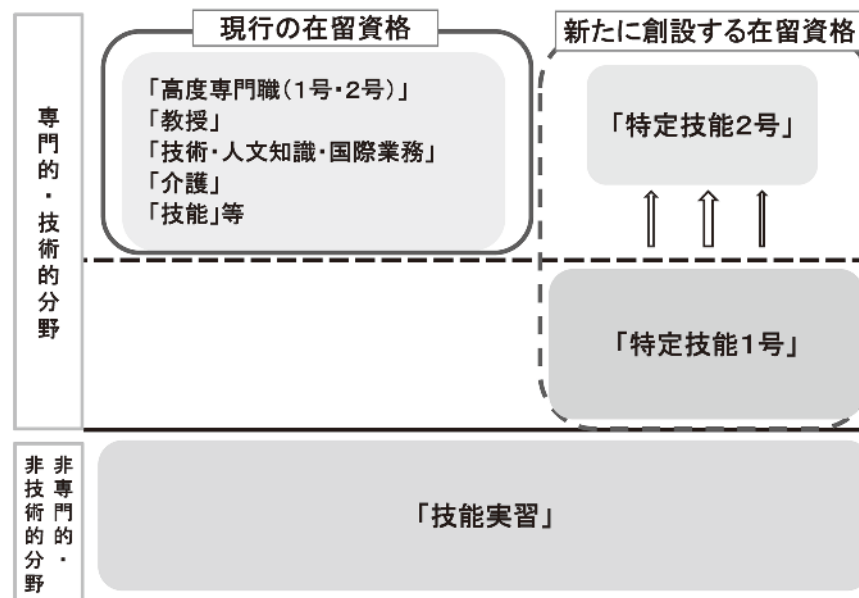 現行の在留資格
「高度専門職(1号・2号)」
「教授」
「技術・人文知識・国際業務」
「介護」
「技能」等
新たに創設する在留資格
「特定技能2号」
「特定技能1号」
専門的・技術的分野
非専門的・
非技術的分野
「技能実習」